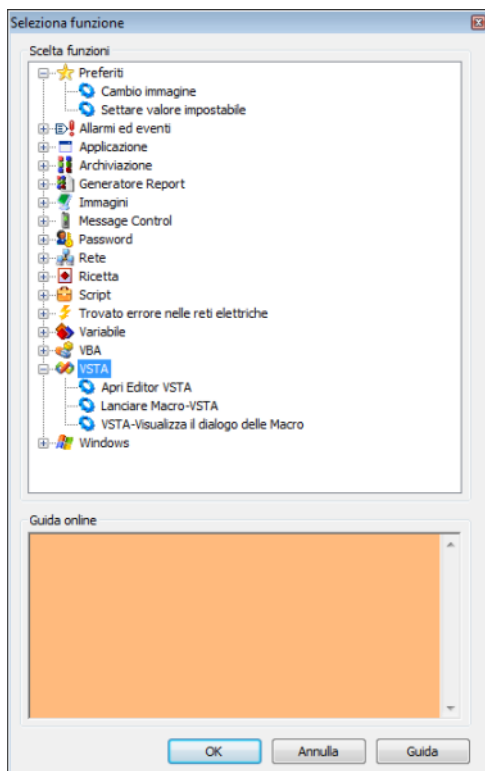 Seleziona funzione
Scelta funzioni
Preferiti
Cambio immagine
Settare valore impostabile
Allarmi ed eventi
Applicazione
Archiviazione
Generatore Report
Immagini
Message Control
Password
Rete
Ricetta
Script
Trovato errore nelle reti elettriche
Variabile
VBA
VSTA
Apri Editor VSTA
Lanciare Macro-VSTA
VSTA-Visualizza il dialogo delle Macro
Windows
Guida online
OK Annulla Guida